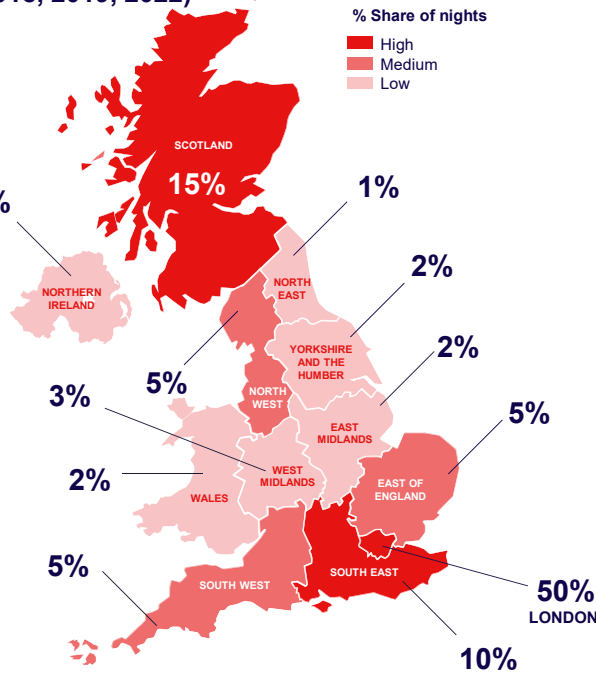 2019, 2022)
% Share of nights
High
Medium
Low
SCOTLAND
15%
1%
%
NORTHERN
IRELAND
NORTH
EAST
2%
YORKSHIRE
AND THE
HUMBER
2%
5%
NORTH
WEST
3%
EAST
MIDLANDS
5%
WEST
MIDLANDS
2%
WALES
EAST OF
ENGLAND
5%
SOUTH WEST
SOUTH EAST
50%
LONDON
10%